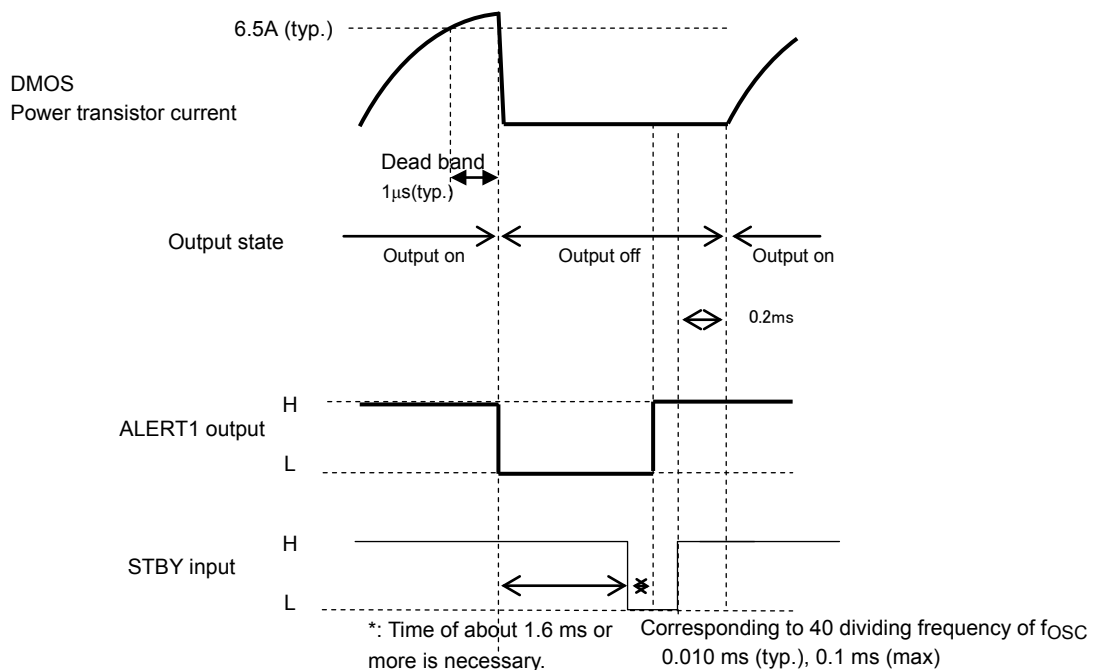 6.5A (typ.)
DMOS
Power transistor current
Dead band
1μs(typ.)
Output state
Output on
Output off
Output on
0.2ms
H
ALERT1 output
L
H
STBY input
L
*: Time of about 1.6 ms or
more is necessary.
Corresponding to 40 dividing frequency of fOSC
0.010 ms (typ.), 0.1 ms (max)